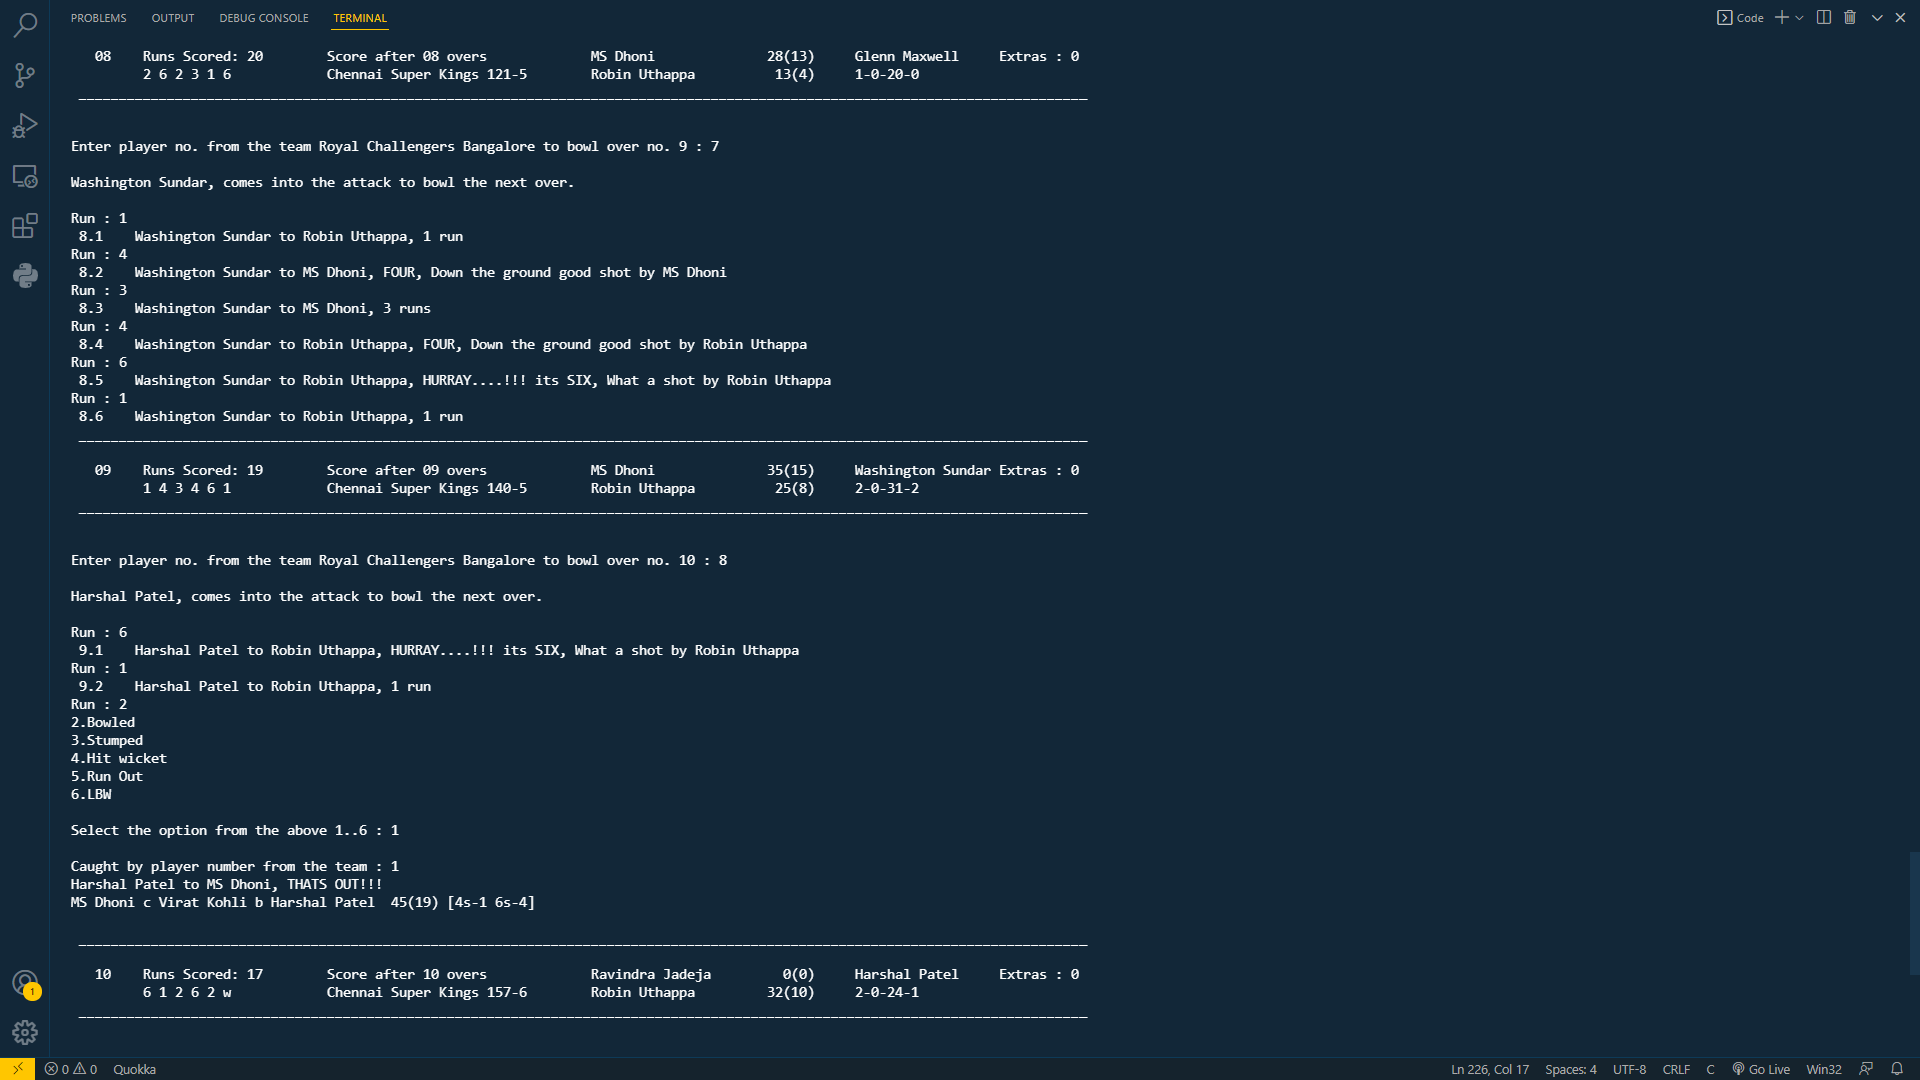 PROBLEMS OUTPUT DEBUG CONSOLE TERMINAL Code
08 Runs Scored: 20 Score after 08 overs MS Dhoni 28(13) Glenn Maxwell Extras : 0
2 6 2 3 1 6 Chennai Super Kings 121-5 Robin Uthappa 13(4) 1-0-20-0
Enter player no. from the team Royal Challengers Bangalore to bowl over no. 9 : 7
Washington Sundar, comes into the attack to bowl the next over.
Run : 1
8.1 Washington Sundar to Robin Uthappa, 1 run
Run : 4
8.2 Washington Sundar to MS Dhoni, FOUR, Down the ground good shot by MS Dhoni
Run : 3
8.3 Washington Sundar to MS Dhoni, 3 runs
Run : 4
8.4 Washington Sundar to Robin Uthappa, FOUR, Down the ground good shot by Robin Uthappa
Run : 6
8.5 Washington Sundar to Robin Uthappa, HURRAY....!!! its SIX, What a shot by Robin Uthappa
Run : 1
8.6 Washington Sundar to Robin Uthappa, 1 run
09 Runs Scored: 19 Score after 09 overs MS Dhoni 35(15) Washington Sundar Extras : 0
1 4 3 4 6 1 Chennai Super Kings 140-5 Robin Uthappa 25(8) 2-0-31-2
Enter player no. from the team Royal Challengers Bangalore to bowl over no. 10 : 8
Harshal Patel, comes into the attack to bowl the next over.
Run : 6
9.1 Harshal Patel to Robin Uthappa, HURRAY....!!! its SIX, What a shot by Robin Uthappa
Run : 1
9.2 Harshal Patel to Robin Uthappa, 1 run
Run : 2
2.Bowled
3.Stumped
4.Hit wicket
5.Run Out
6.LBW
Select the option from the above 1..6 : 1
Caught by player number from the team : 1
Harshal Patel to MS Dhoni, THATS OUT!!!
MS Dhoni c Virat Kohli b Harshal Patel 45(19) [4s-1 6s-4]
10 Runs Scored: 17 Score after 10 overs Ravindra Jadeja 0(0) Harshal Patel Extras : 0
6 1 2 6 2 w Chennai Super Kings 157-6 Robin Uthappa 32(10) 2-0-24-1
1
0 0 Quokka Ln 226, Col 17 Spaces: 4 UTF-8 CRLF C Go Live Win32